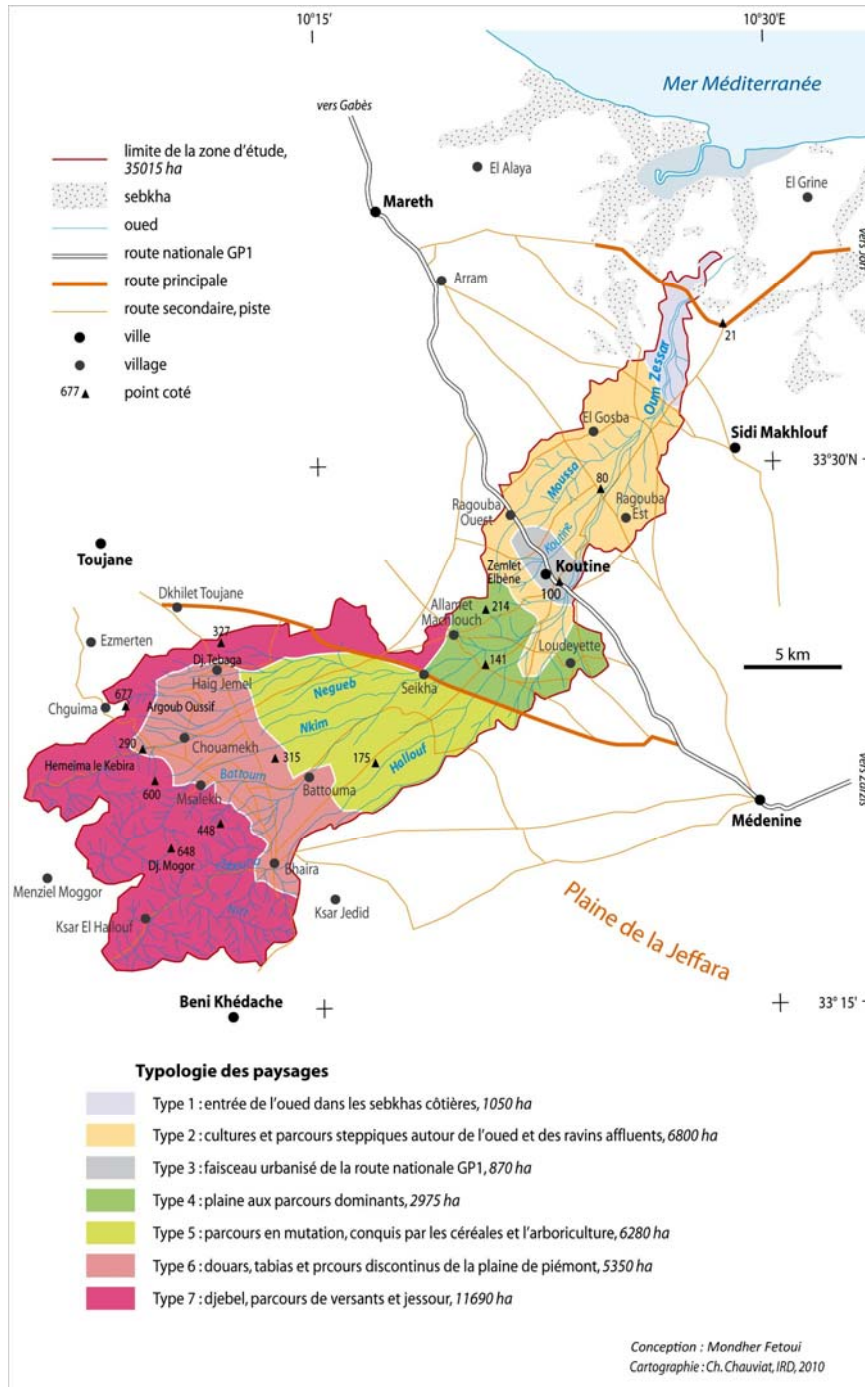 10°15'
10°30'E
Mer Méditerranée
vers Gabès
limite de la zone d'étude,
35015 ha
sebkha
oued
route nationale GP1
route principale
route secondaire, piste
ville
village
677
point coté
El Alaya
El Grine
Mareth
vers Jorf
Arram
21
Oum Zessar
El Gosba
Sidi Makhlouf
33°30'N
Moussa
80
Ragouba
Ouest
Ragouba
Est
Koutine
Toujane
Zemlet
Elbène
Koutine
100
Dkhilet Toujane
Allamet
Machlouch
214
Ezmerten
327
Dj. Tebaga
141
Loudeyette
5 km
Haig Jemel
Negueb
Seikha
677
Chguima
Argoub Oussif
Nkim
290
Chouamekh
Hallouf
Hemeima le Kebira
315
175
vers Zarzis
600
Battoum
Battouma
Msalekh
Médenine
448
648
Dj. Mogor
Bhaira
Menziel Moggor
Ksar Jedid
Ksar El Hallouf
Plaine de la Jeffara
Beni Khédache
33° 15'
Typologie des paysages
Type 1 : entrée de l'oued dans les sebkhas côtières, 1050 ha
Type 2 : cultures et parcours steppiques autour de l'oued et des ravins affluents, 6800 ha
Type 3 : faisceau urbanisé de la route nationale GP1, 870 ha
Type 4 : plaine aux parcours dominants, 2975 ha
Type 5 : parcours en mutation, conquis par les céréales et l'arboriculture, 6280 ha
Type 6 : douars, tabias et prcours discontinus de la plaine de piémont, 5350 ha
Type 7 : djebel, parcours de versants et jessour, 11690 ha
Conception : Mondher Fetoui
Cartographie : Ch. Chauviat, IRD, 2010